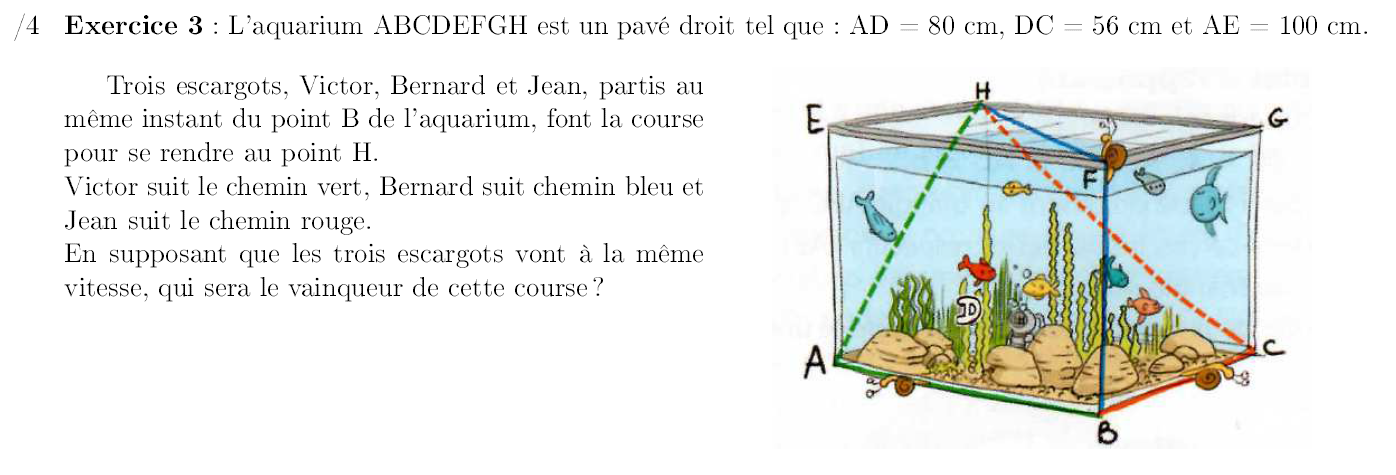 /4 Exercice 3 : L'aquarium ABCDEFGH est un pavé droit tel que : AD = 80 cm, DC = 56 cm et AE = 100 cm.
Trois escargots, Victor, Bernard et Jean, partis au
même instant du point B de l'aquarium, font la course
pour se rendre au point H.
Victor suit le chemin vert, Bernard suit chemin bleu et
Jean suit le chemin rouge.
En supposant que les trois escargots vont à la même
vitesse, qui sera le vainqueur de cette course ?
H
E
G
F
D
A
C
B